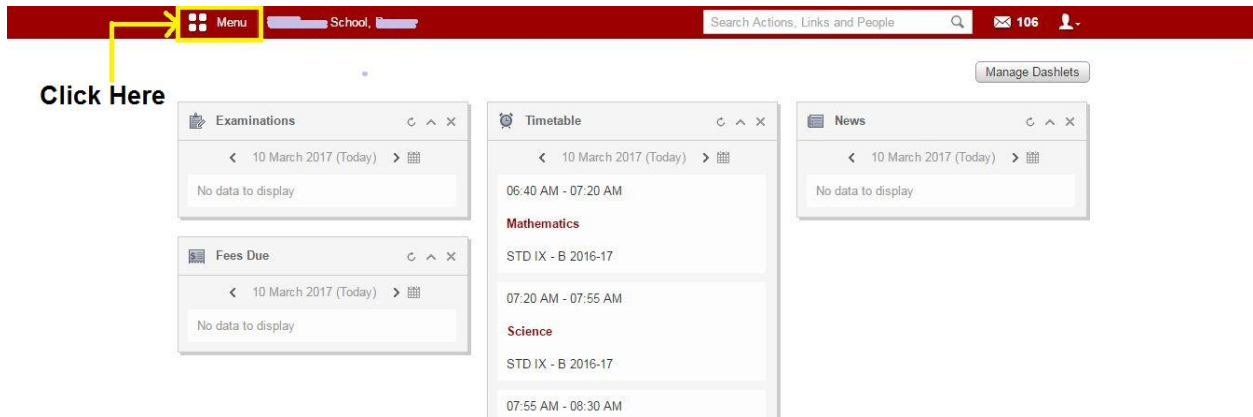 Menu School,
Search Actions, Links and People
106
Click Here
Manage Dashlets
Examinations
10 March 2017 (Today)
No data to display
Fees Due
10 March 2017 (Today)
No data to display
Timetable
10 March 2017 (Today)
06:40 AM - 07:20 AM
Mathematics
STD IX - B 2016-17
07:20 AM - 07:55 AM
Science
STD IX - B 2016-17
07:55 AM - 08:30 AM
News
10 March 2017 (Today)
No data to display